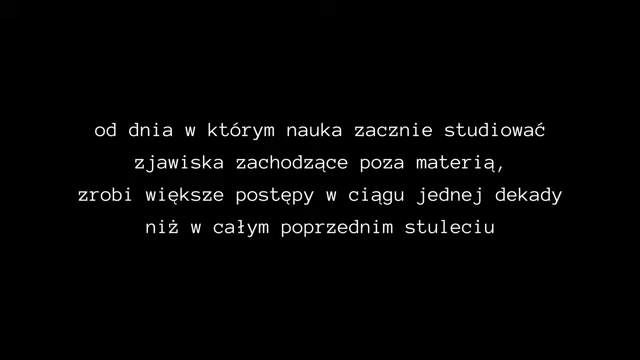 od dnia w którym nauka zacznie studiować
zjawiska zachodzące poza materią,
zrobi większe postępy w ciągu jednej dekady
niż w całym poprzednim stuleciu